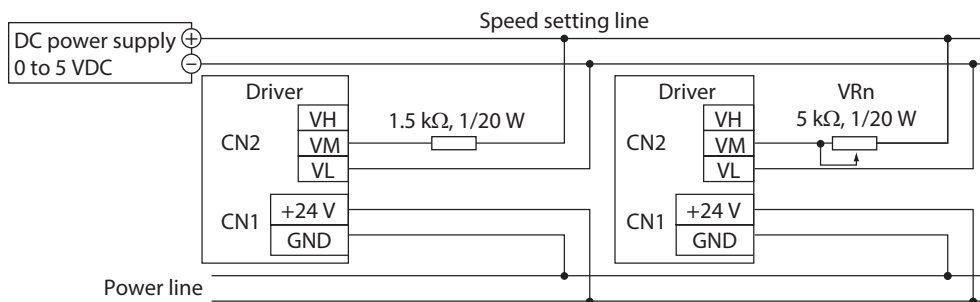 Speed setting line
DC power supply
0 to 5 VDC
+
−
Driver
CN2
VH
VM
VL
CN1
+24 V
GND
1.5 kΩ, 1/20 W
Driver
CN2
VH
VM
VL
CN1
+24 V
GND
VRn
5 kΩ, 1/20 W
Power line